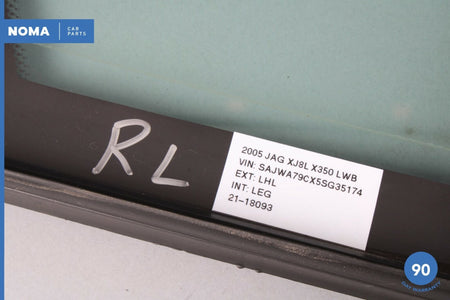 NOMA CAR
PARTS
RL
2005 JAG XJ8L X350 LWB
VIN: SAJWA79CX5SG35174
EXT: LHL
INT: LEG
21-18093
90
DAY WARRANTY